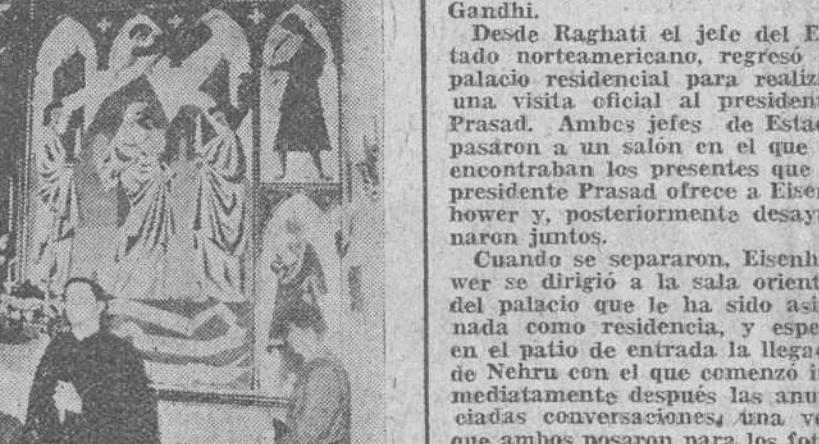 Gandhi.
Desde Raghati el jefe del E
tado norteamericano, regresó
palacio residencial para realiz
una visita oficial al president
Prasad. Ambos jefes de Estad
pasáron a un salón en el que
encontraban los presentes que
presidente Prasad ofrece a Eisen
hower y, posteriormente desay
naron juntos.
Cuando se separaron, Eisenh
wer se dirigió a la sala orient
del palacio que le ha sido asi
nada como residencia, y espe
en el patio de entrada la llega
de Nehru con el que comenzó i
mediatamente después las anu
ciadas conversaciones, una ve
que ambos posaron para los fot